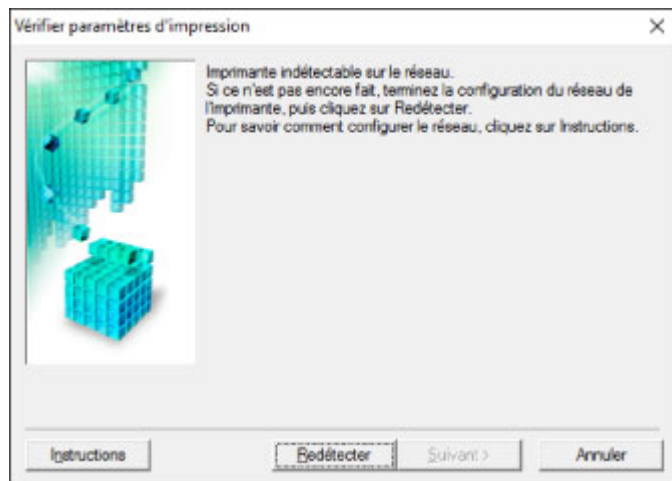 Vérifier paramètres d'impression
Imprimante indétectable sur le réseau.
Si ce n'est pas encore fait, terminez la configuration du réseau de
l'imprimante, puis cliquez sur Redétecter.
Pour savoir comment configurer le réseau, cliquez sur Instructions.
Instructions
Redétecter
Suivant >
Annuler